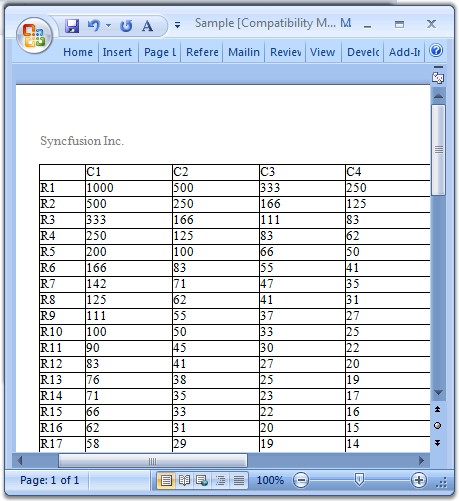 Sample [Compatibility M... M
Home Insert Page L Refere Mailin Review View Develc Add-In
Syncfusion Inc.
C1 C2 C3 C4
R1 1000 500 333 250
R2 500 250 166 125
R3 333 166 111 83
R4 250 125 83 62
R5 200 100 66 50
R6 166 83 55 41
R7 142 71 47 35
R8 125 62 41 31
R9 111 55 37 27
R10 100 50 33 25
R11 90 45 30 22
R12 83 41 27 20
R13 76 38 25 19
R14 71 35 23 17
R15 66 33 22 16
R16 62 31 20 15
R17 58 29 19 14
Page: 1 of 1 100%